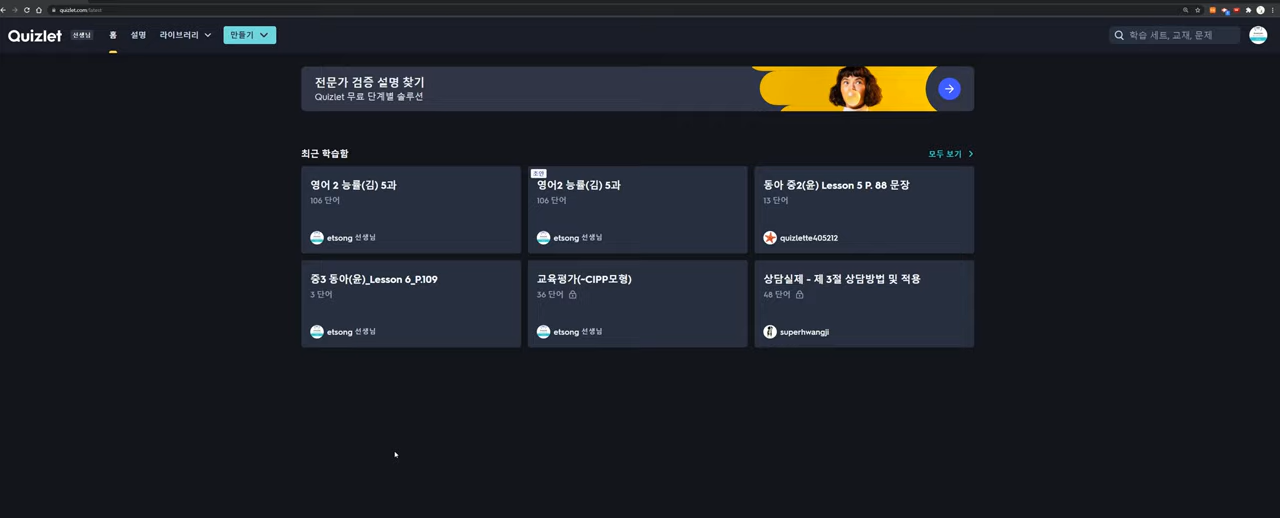 quizlet.com/latest
Quizlet 선생님 홈 설명 라이브러리 만들기 학습 세트, 교재, 문제
전문가 검증 설명 찾기
Quizlet 무료 단계별 솔루션
최근 학습함 모두 보기
영어 2 능률(김) 5과
106 단어
etsong 선생님
초안
영어2 능률(김) 5과
106 단어
etsong 선생님
동아 중2(윤) Lesson 5 P. 88 문장
13 단어
quizlette405212
중3 동아(윤)_Lesson 6_P.109
3 단어
etsong 선생님
교육평가(-CIPP모형)
36 단어
etsong 선생님
상담실제 - 제 3절 상담방법 및 적용
48 단어
superhwangji